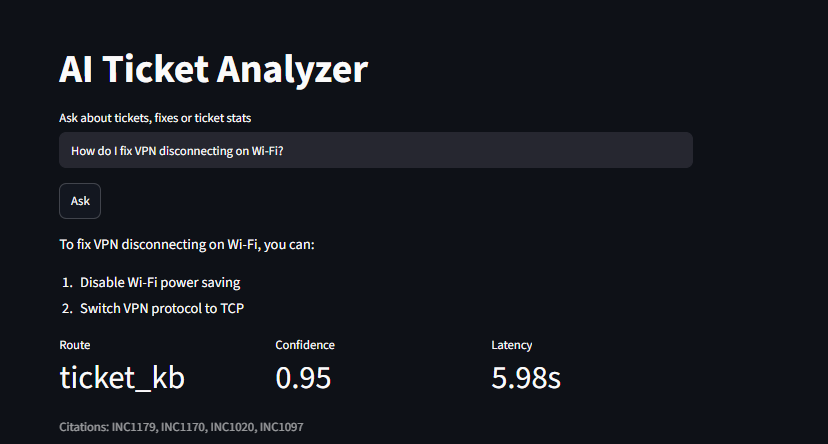 AI Ticket Analyzer
Ask about tickets, fixes or ticket stats
How do I fix VPN disconnecting on Wi-Fi?
Ask
To fix VPN disconnecting on Wi-Fi, you can:
1. Disable Wi-Fi power saving
2. Switch VPN protocol to TCP
Route Confidence Latency
ticket_kb 0.95 5.98s
Citations: INC1179, INC1170, INC1020, INC1097